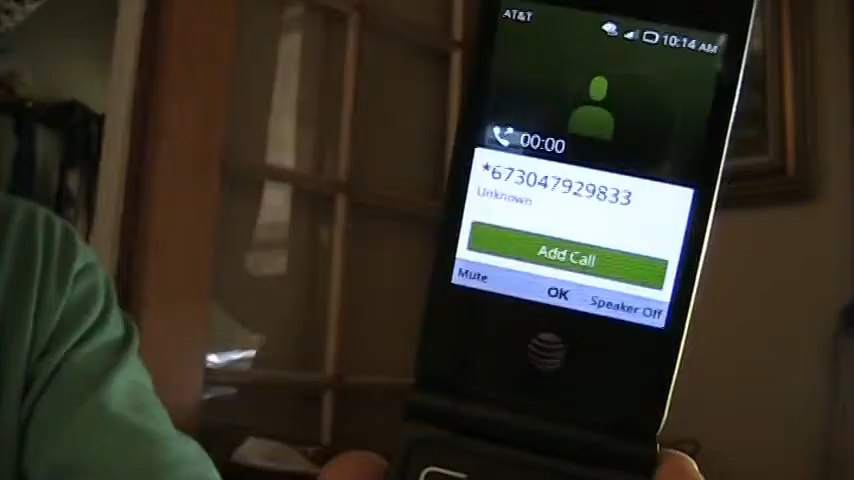 AT&T 10:14 AM
00:00
*673047929833
Unknown
Add Call
Mute OK Speaker Off